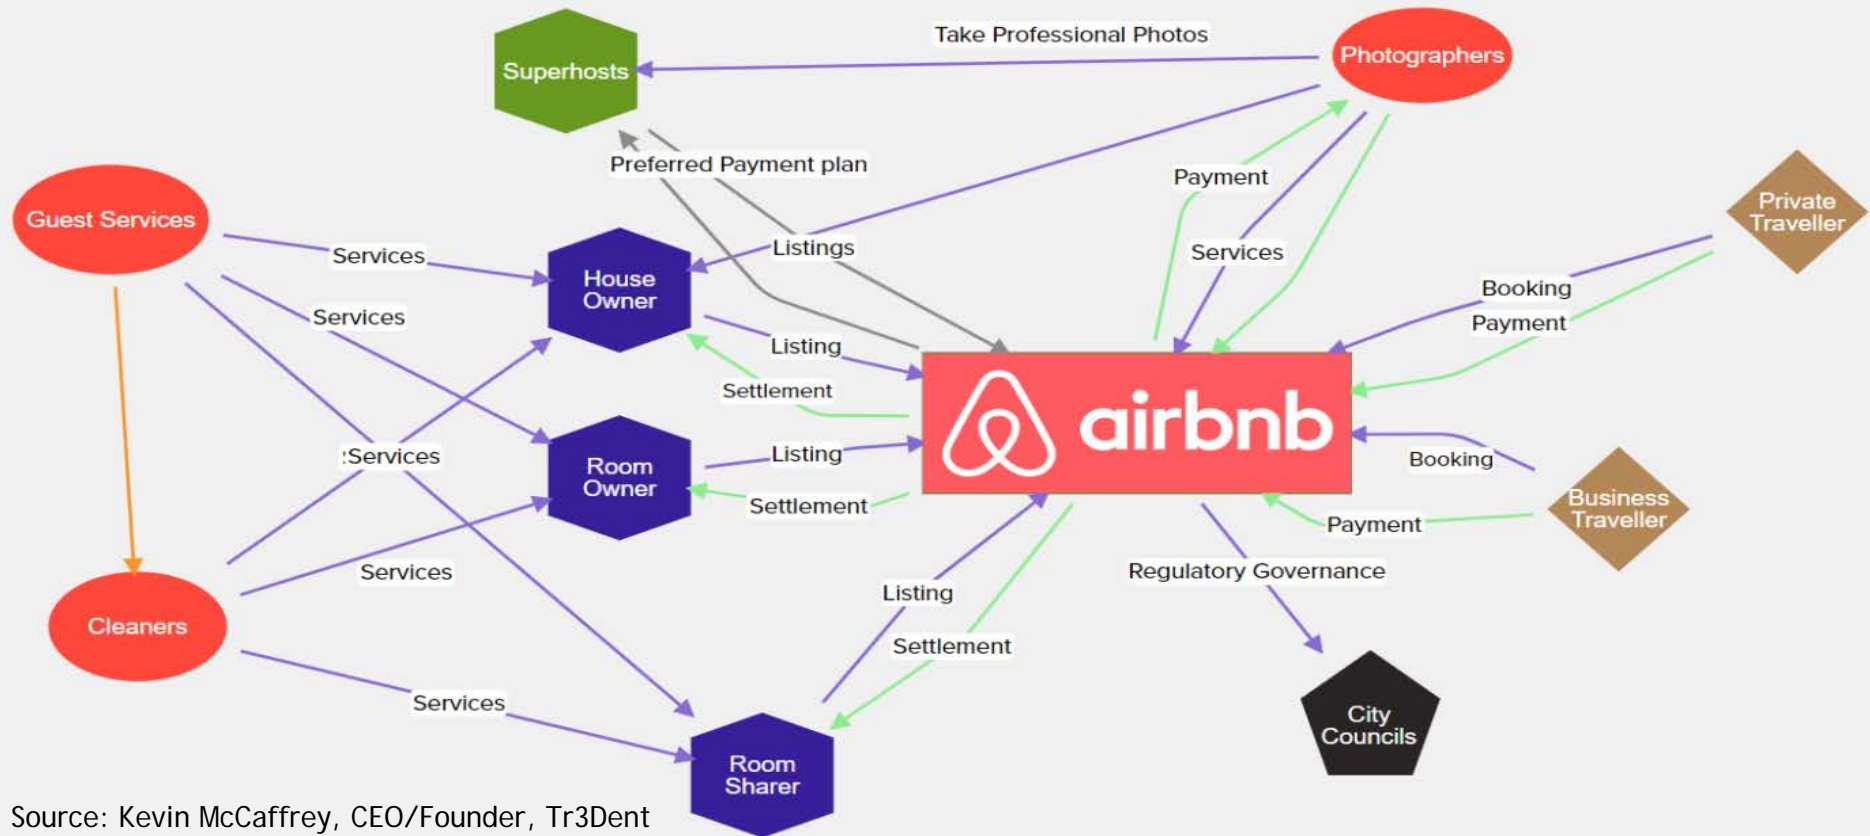 Take Professional Photos
Photographers
Superhosts
Preferred Payment plan
Payment
Private
Traveller
Guest Services
Services
Listings
Services
House
Owner
Booking
Services
Payment
Listing
Settlement
airbnb
:Services
Room
Owner
Listing
Booking
Settlement
Business
Traveller
Payment
Services
Regulatory Governance
Listing
Cleaners
Settlement
Services
City
Councils
Room
Sharer
Source: Kevin McCaffrey, CEO/Founder, Tr3Dent